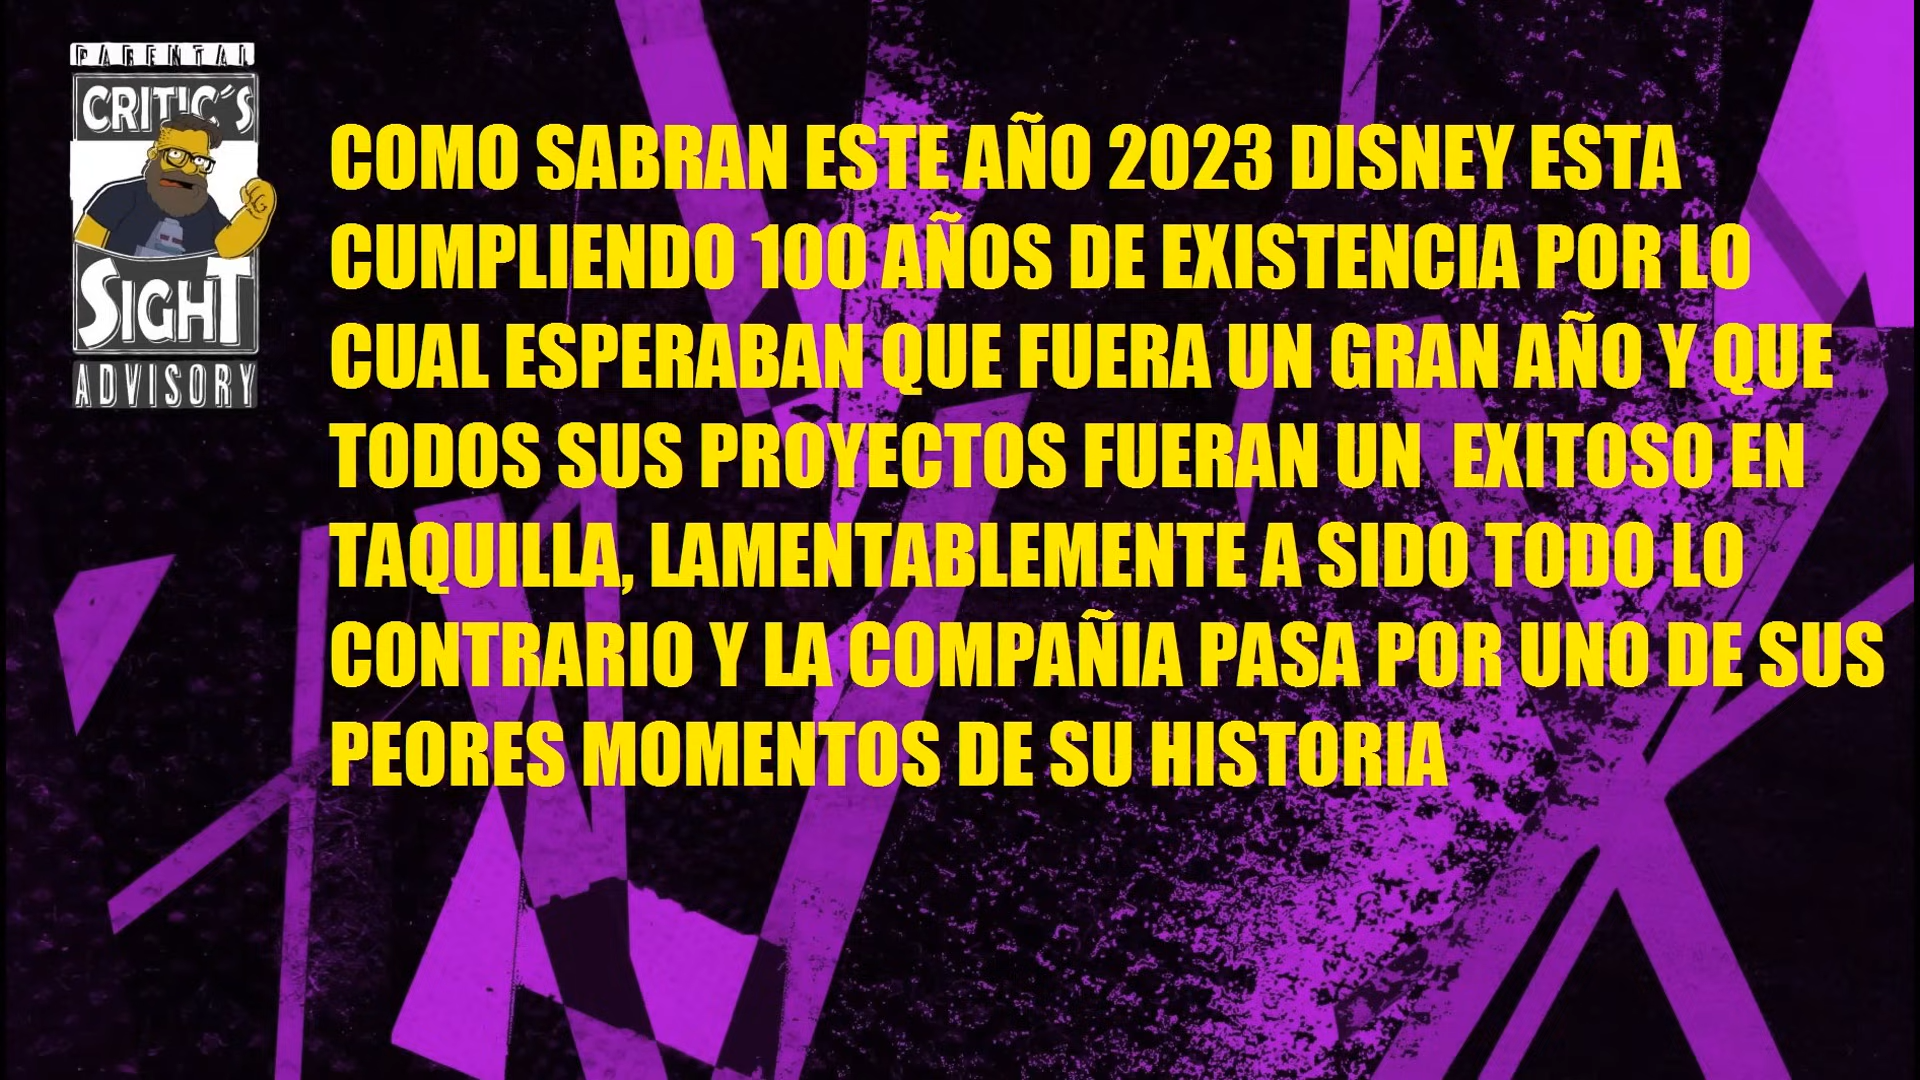 PARENTAL
CRITIC´S
SIGHT
ADVISORY
COMO SABRAN ESTE AÑO 2023 DISNEY ESTA
CUMPLIENDO 100 AÑOS DE EXISTENCIA POR LO
CUAL ESPERABAN QUE FUERA UN GRAN AÑO Y QUE
TODOS SUS PROYECTOS FUERAN UN EXITOSO EN
TAQUILLA, LAMENTABLEMENTE A SIDO TODO LO
CONTRARIO Y LA COMPAÑIA PASA POR UNO DE SUS
PEORES MOMENTOS DE SU HISTORIA